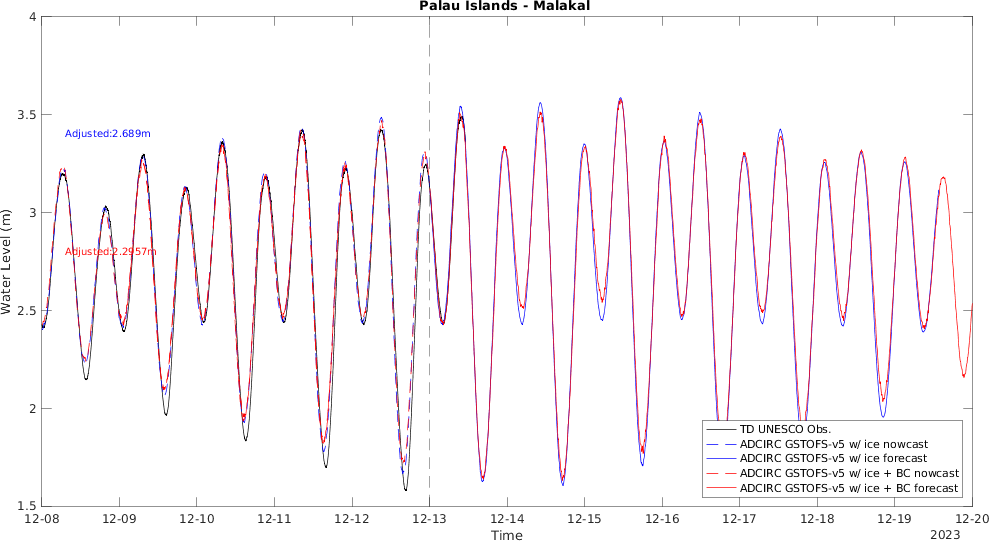 Palau Islands - Malakal
4
3.5
3
2.5
2
1.5
Water Level (m)
Adjusted:2.689m
Adjusted:2.2957m
TD UNESCO Obs.
ADCIRC GSTOFS-v5 w/ ice nowcast
ADCIRC GSTOFS-v5 w/ ice forecast
ADCIRC GSTOFS-v5 w/ ice + BC nowcast
ADCIRC GSTOFS-v5 w/ ice + BC forecast
12-08 12-09 12-10 12-11 12-12 12-13 12-14 12-15 12-16 12-17 12-18 12-19 12-20
Time
2023